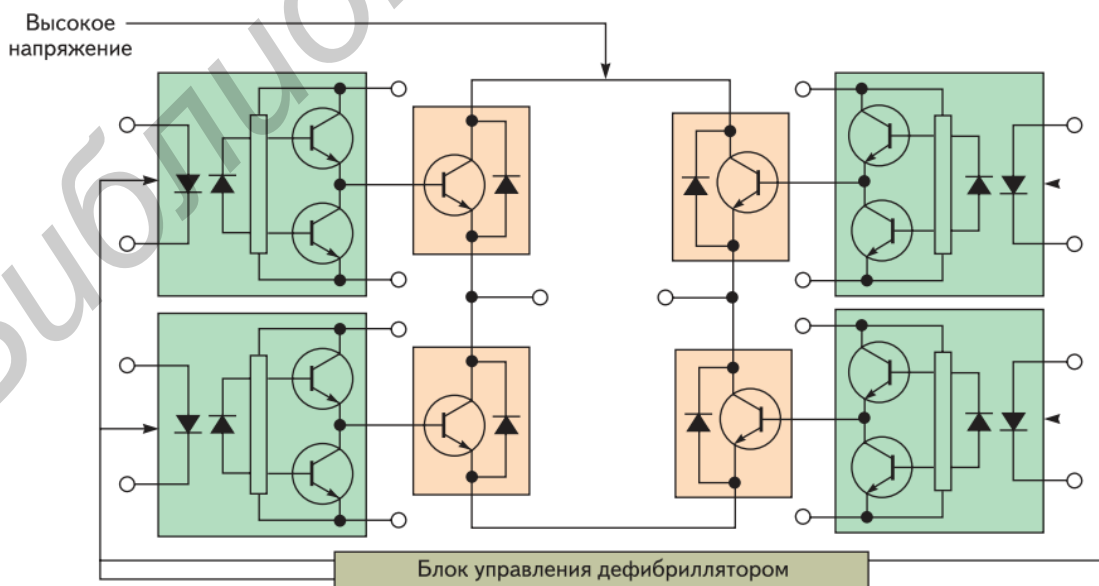 Высокое
напряжение
Блок управления дефибриллятором